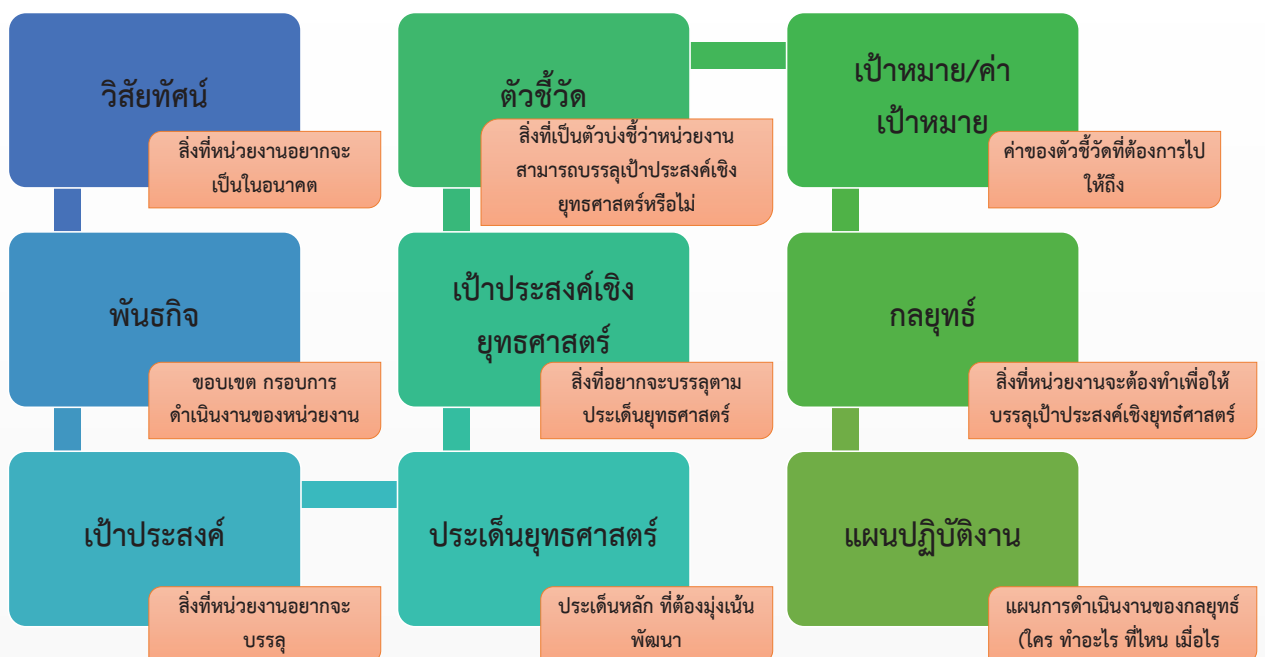 วิสัยทัศน์
สิ่งที่หน่วยงานอยากจะ
เป็นในอนาคต
พันธกิจ
ขอบเขต กรอบการ
ดำเนินงานของหน่วยงาน
เป้าประสงค์
สิ่งที่หน่วยงานอยากจะ
บรรลุ
ประเด็นยุทธศาสตร์
ประเด็นหลัก ที่ต้องมุ่งเน้น
พัฒนา
เป้าประสงค์เชิง
ยุทธศาสตร์
สิ่งที่อยากจะบรรลุตาม
ประเด็นยุทธศาสตร์
ตัวชี้วัด
สิ่งที่เป็นตัวบ่งชี้ว่าหน่วยงาน
สามารถบรรลุเป้าประสงค์เชิง
ยุทธศาสตร์หรือไม่
เป้าหมาย/ค่า
เป้าหมาย
ค่าของตัวชี้วัดที่ต้องการไป
ให้ถึง
กลยุทธ์
สิ่งที่หน่วยงานจะต้องทำเพื่อให้
บรรลุเป้าประสงค์เชิงยุทธ๋ศาสตร์
แผนปฏิบัติงาน
แผนการดำเนินงานของกลยุทธ์
(ใคร ทำอะไร ที่ไหน เมื่อไร